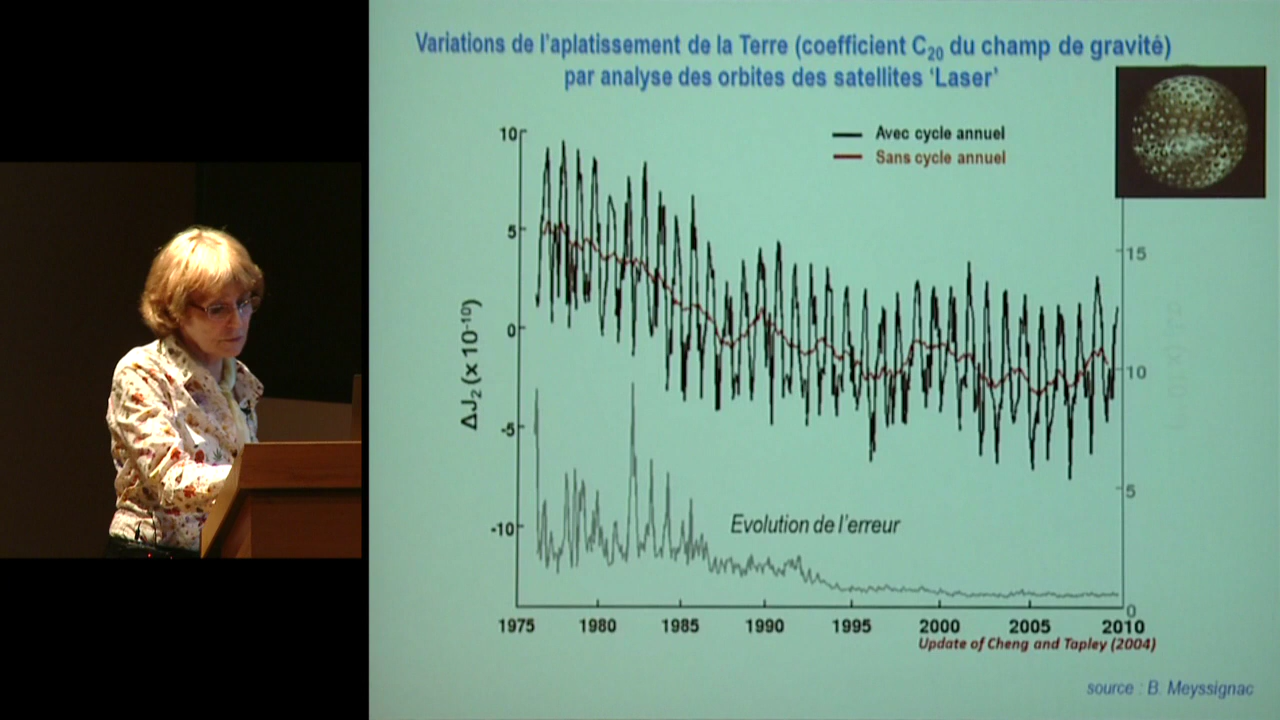 Variations de l'aplatissement de la Terre (coefficient C20 du champ de gravité)
par analyse des orbites des satellites 'Laser'
Avec cycle annuel
Sans cycle annuel
10
5
0
-5
-10
ΔJ2 (x 10-10)
15
10
5
0
Evolution de l'erreur
1975 1980 1985 1990 1995 2000 2005 2010
Update of Cheng and Tapley (2004)
source : B. Meyssignac